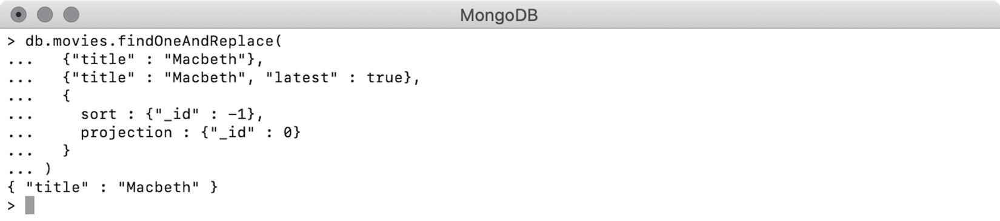 MongoDB
> db.movies.findOneAndReplace(
...   {"title" : "Macbeth"},
...   {"title" : "Macbeth", "latest" : true},
...   {
...     sort : {"_id" : -1},
...     projection : {"_id" : 0}
...   }
... )
{ "title" : "Macbeth" }
>